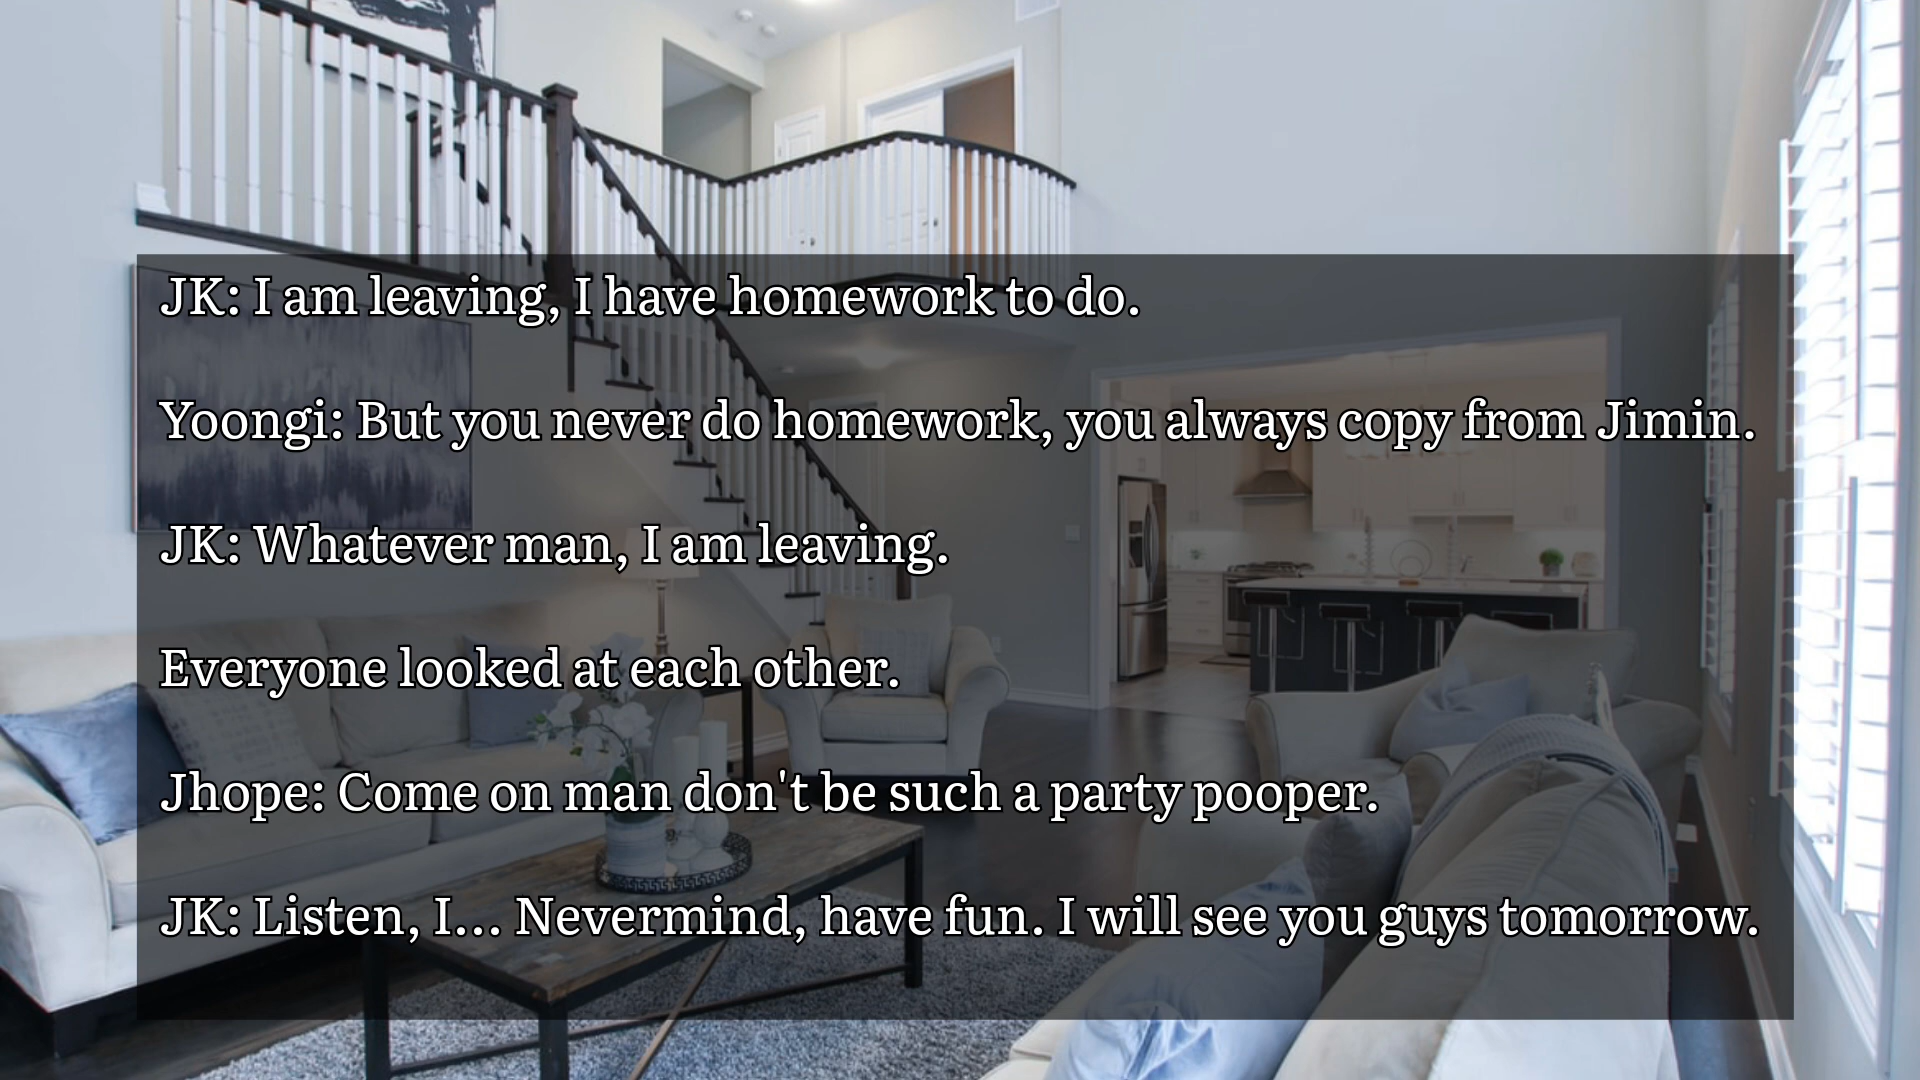 JK: I am leaving, I have homework to do.
Yoongi: But you never do homework, you always copy from Jimin.
JK: Whatever man, I am leaving.
Everyone looked at each other.
Jhope: Come on man don't be such a party pooper.
JK: Listen, I... Nevermind, have fun. I will see you guys tomorrow.